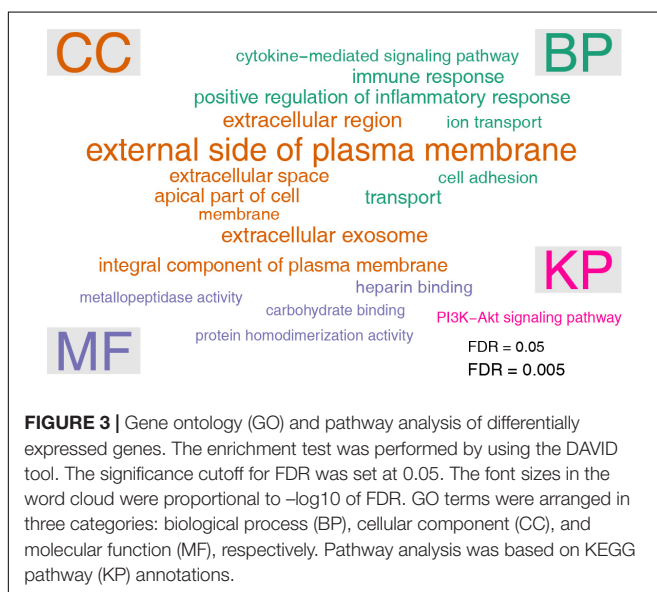 CC
BP
cytokine−mediated signaling pathway
immune response
positive regulation of inflammatory response
extracellular region
ion transport
external side of plasma membrane
extracellular space
cell adhesion
apical part of cell
transport
membrane
extracellular exosome
integral component of plasma membrane
KP
heparin binding
metallopeptidase activity
carbohydrate binding
PI3K−Akt signaling pathway
MF
protein homodimerization activity
FDR = 0.05
FDR = 0.005
FIGURE 3 | Gene ontology (GO) and pathway analysis of differentially
expressed genes. The enrichment test was performed by using the DAVID
tool. The significance cutoff for FDR was set at 0.05. The font sizes in the
word cloud were proportional to –log10 of FDR. GO terms were arranged in
three categories: biological process (BP), cellular component (CC), and
molecular function (MF), respectively. Pathway analysis was based on KEGG
pathway (KP) annotations.